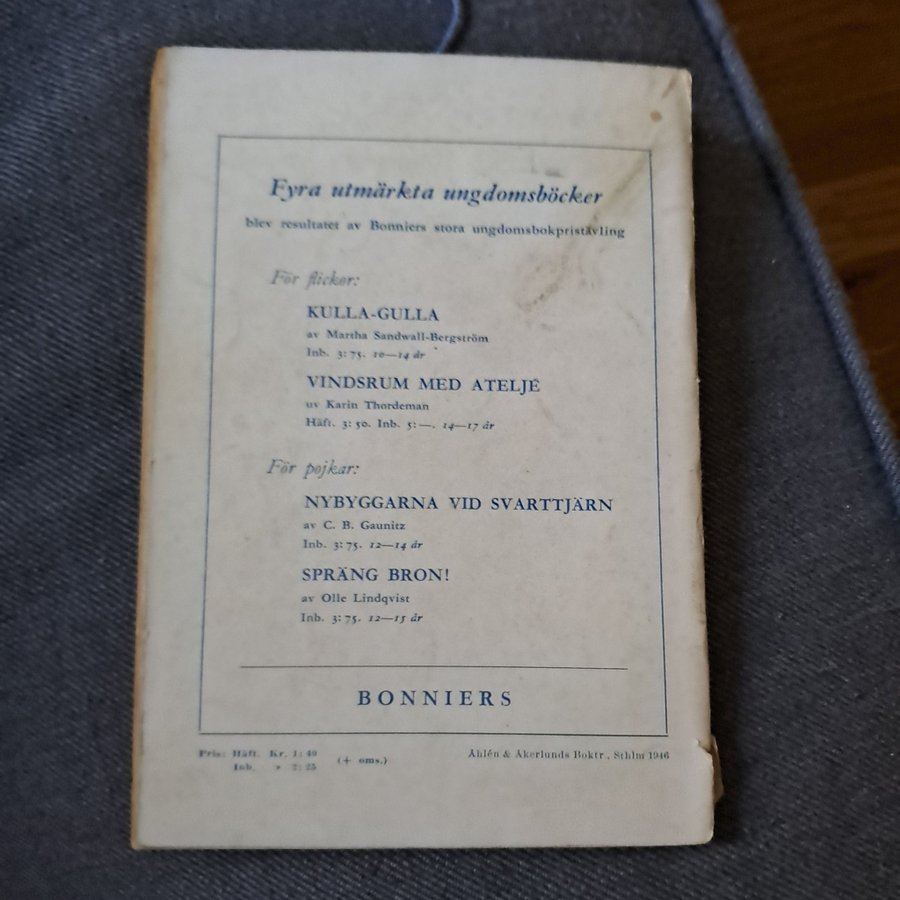 Fyra utmärkta ungdomsböcker
blev resultatet av Bonniers stora ungdomsbokpristävling
För flickor:
KULLA-GULLA
av Martha Sandwall-Bergström
Inb. 3:75. 10—14 år
VINDSRUM MED ATELJÉ
av Karin Thordeman
Häft. 3:50. Inb. 5:—. 14—17 år
För pojkar:
NYBYGGARNA VID SVARTTJÄRN
av C. B. Gaunitz
Inb. 3:75. 12—14 år
SPRÄNG BRON!
av Olle Lindqvist
Inb. 3:75. 12—15 år
BONNIERS
Pris: Häft. Kr. 1:40
Inb. » 2:25
(+ oms.)
Åhlén & Åkerlunds Boktr., Sthlm 1946